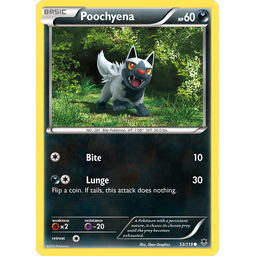 BASIC
Poochyena
HP60
NO. 261 Bite Pokémon HT: 1'08" WT: 30.0 lbs.
Bite 10
Lunge 30
Flip a coin. If tails, this attack does nothing.
weakness
×2
resistance
-20
retreat
A Pokémon with a persistent
nature, it chases its chosen prey
until the prey becomes
exhausted.
Illus. Shee Graphics
53/119